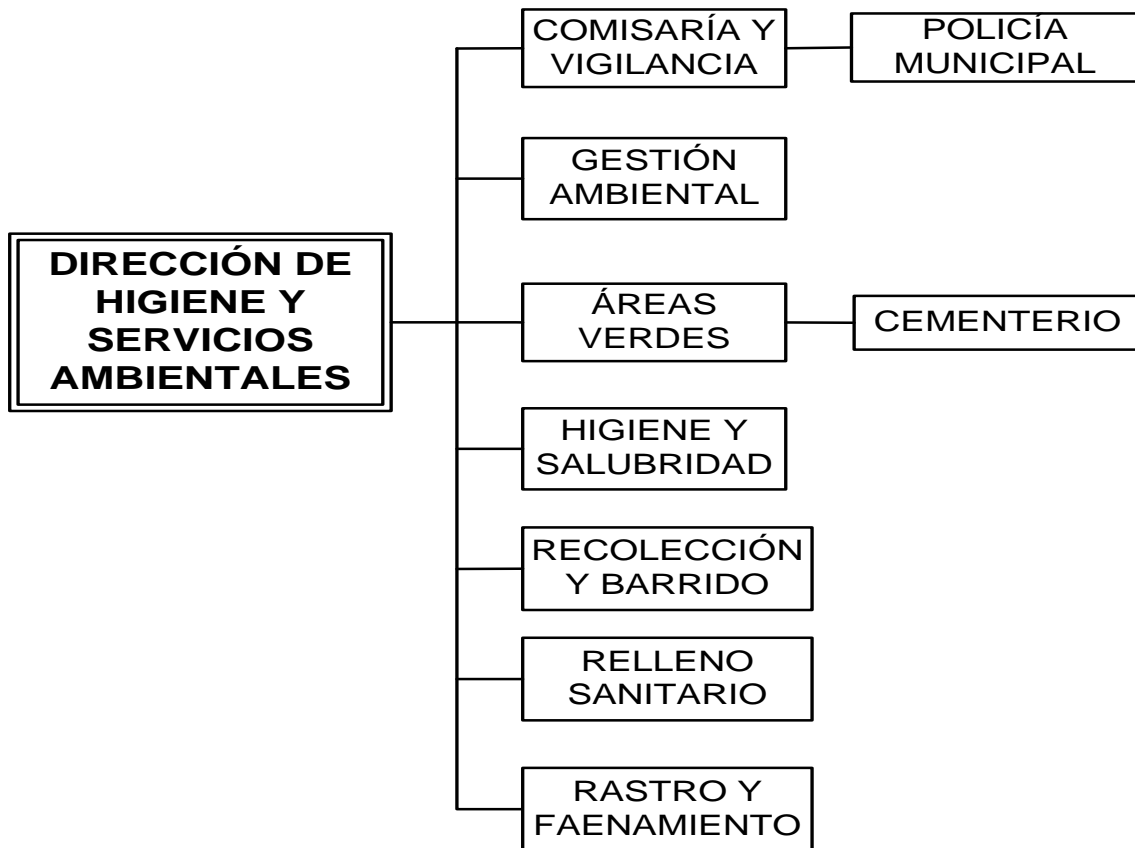 DIRECCIÓN DE
HIGIENE Y
SERVICIOS
AMBIENTALES
COMISARÍA Y
VIGILANCIA
POLICÍA
MUNICIPAL
GESTIÓN
AMBIENTAL
ÁREAS
VERDES
CEMENTERIO
HIGIENE Y
SALUBRIDAD
RECOLECCIÓN
Y BARRIDO
RELLENO
SANITARIO
RASTRO Y
FAENAMIENTO